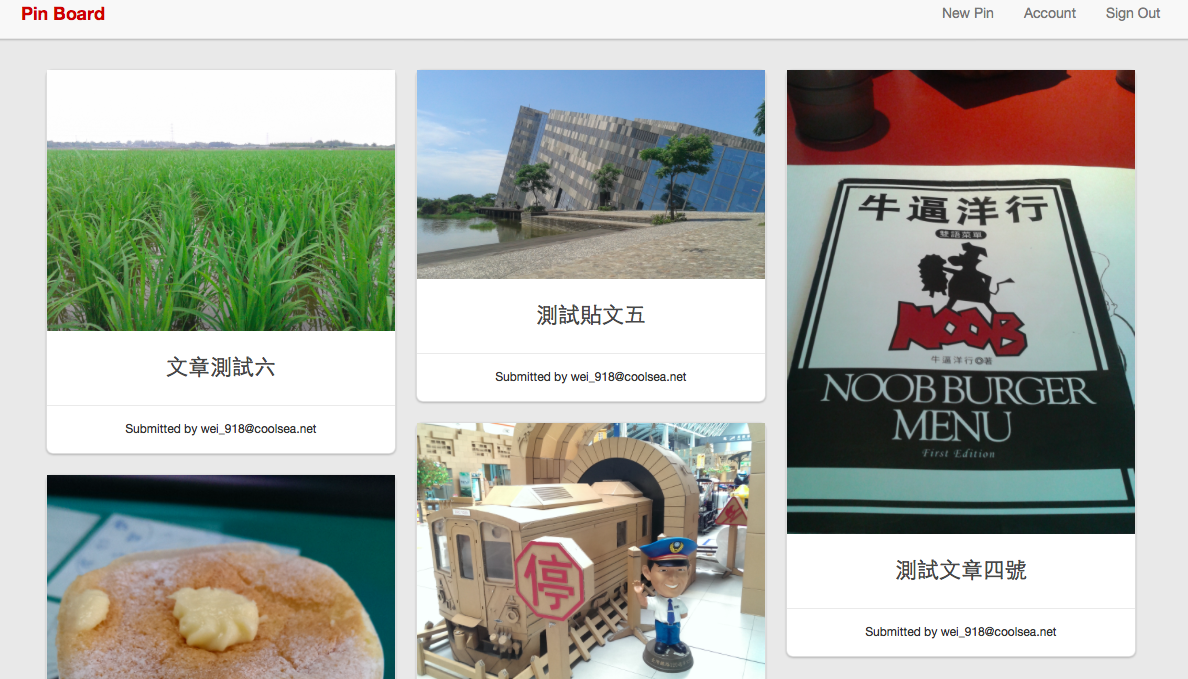 Pin Board
New Pin
Account
Sign Out
文章測試六
Submitted by wei_918@coolsea.net
測試貼文五
Submitted by wei_918@coolsea.net
停
牛逼洋行
雙語菜單
NOOB
牛逼洋行◎著
NOOB BURGER
MENU
First Edition
測試文章四號
Submitted by wei_918@coolsea.net